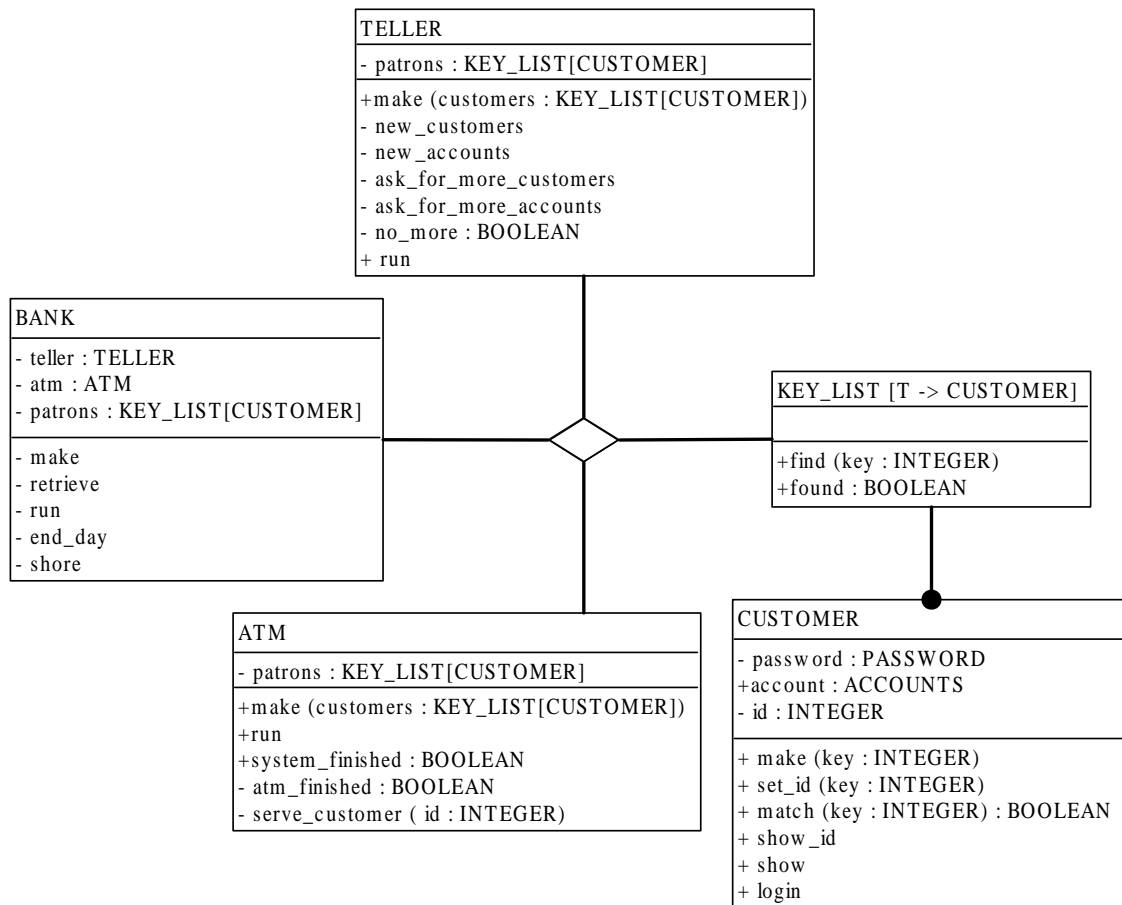 TELLER
- patrons : KEY_LIST[CUSTOMER]
+make (customers : KEY_LIST[CUSTOMER])
- new_customers
- new_accounts
- ask_for_more_customers
- ask_for_more_accounts
- no_more : BOOLEAN
+ run
BANK
- teller : TELLER
- atm : ATM
- patrons : KEY_LIST[CUSTOMER]
- make
- retrieve
- run
- end_day
- shore
KEY_LIST [T -> CUSTOMER]
+find (key : INTEGER)
+found : BOOLEAN
ATM
- patrons : KEY_LIST[CUSTOMER]
+make (customers : KEY_LIST[CUSTOMER])
+run
+system_finished : BOOLEAN
- atm_finished : BOOLEAN
- serve_customer ( id : INTEGER)
CUSTOMER
- password : PASSWORD
+account : ACCOUNTS
- id : INTEGER
+ make (key : INTEGER)
+ set_id (key : INTEGER)
+ match (key : INTEGER) : BOOLEAN
+ show_id
+ show
+ login